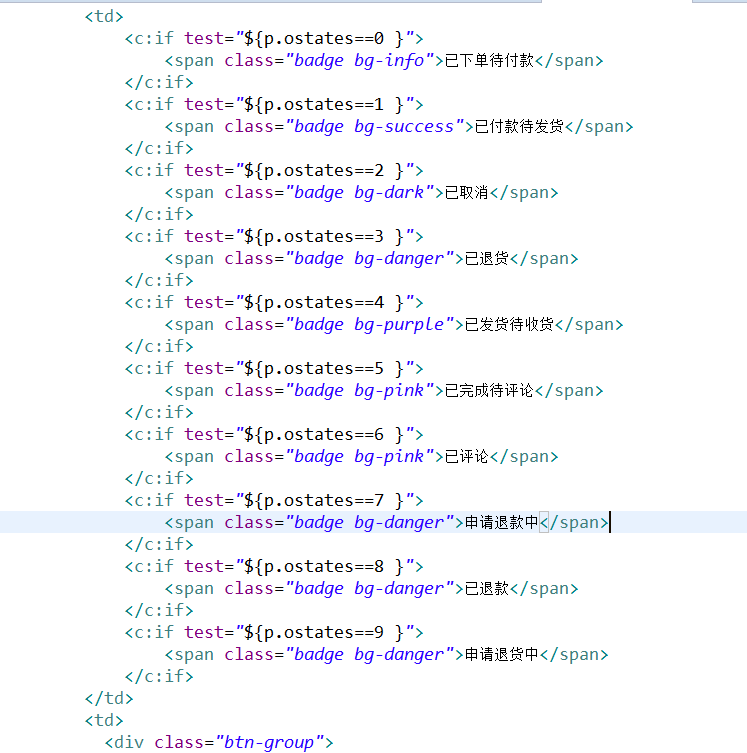 <td>
<c:if test="${p.ostates==0 }">
<span class="badge bg-info">已下单待付款</span>
</c:if>
<c:if test="${p.ostates==1 }">
<span class="badge bg-success">已付款待发货</span>
</c:if>
<c:if test="${p.ostates==2 }">
<span class="badge bg-dark">已取消</span>
</c:if>
<c:if test="${p.ostates==3 }">
<span class="badge bg-danger">已退货</span>
</c:if>
<c:if test="${p.ostates==4 }">
<span class="badge bg-purple">已发货待收货</span>
</c:if>
<c:if test="${p.ostates==5 }">
<span class="badge bg-pink">已完成待评论</span>
</c:if>
<c:if test="${p.ostates==6 }">
<span class="badge bg-pink">已评论</span>
</c:if>
<c:if test="${p.ostates==7 }">
<span class="badge bg-danger">申请退款中</span>
</c:if>
<c:if test="${p.ostates==8 }">
<span class="badge bg-danger">已退款</span>
</c:if>
<c:if test="${p.ostates==9 }">
<span class="badge bg-danger">申请退货中</span>
</c:if>
</td>
<td>
<div class="btn-group">